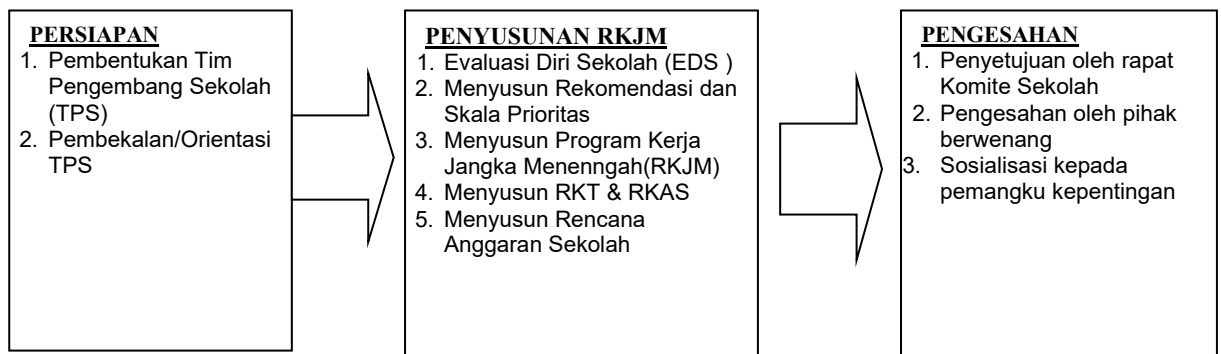 PERSIAPAN
1. Pembentukan Tim
Pengembang Sekolah
(TPS)
2. Pembekalan/Orientasi
TPS
PENYUSUNAN RKJM
1. Evaluasi Diri Sekolah (EDS )
2. Menyusun Rekomendasi dan
Skala Prioritas
3. Menyusun Program Kerja
Jangka Menenngah(RKJM)
4. Menyusun RKT & RKAS
5. Menyusun Rencana
Anggaran Sekolah
PENGESAHAN
1. Penyetujuan oleh rapat
Komite Sekolah
2. Pengesahan oleh pihak
berwenang
3. Sosialisasi kepada
pemangku kepentingan